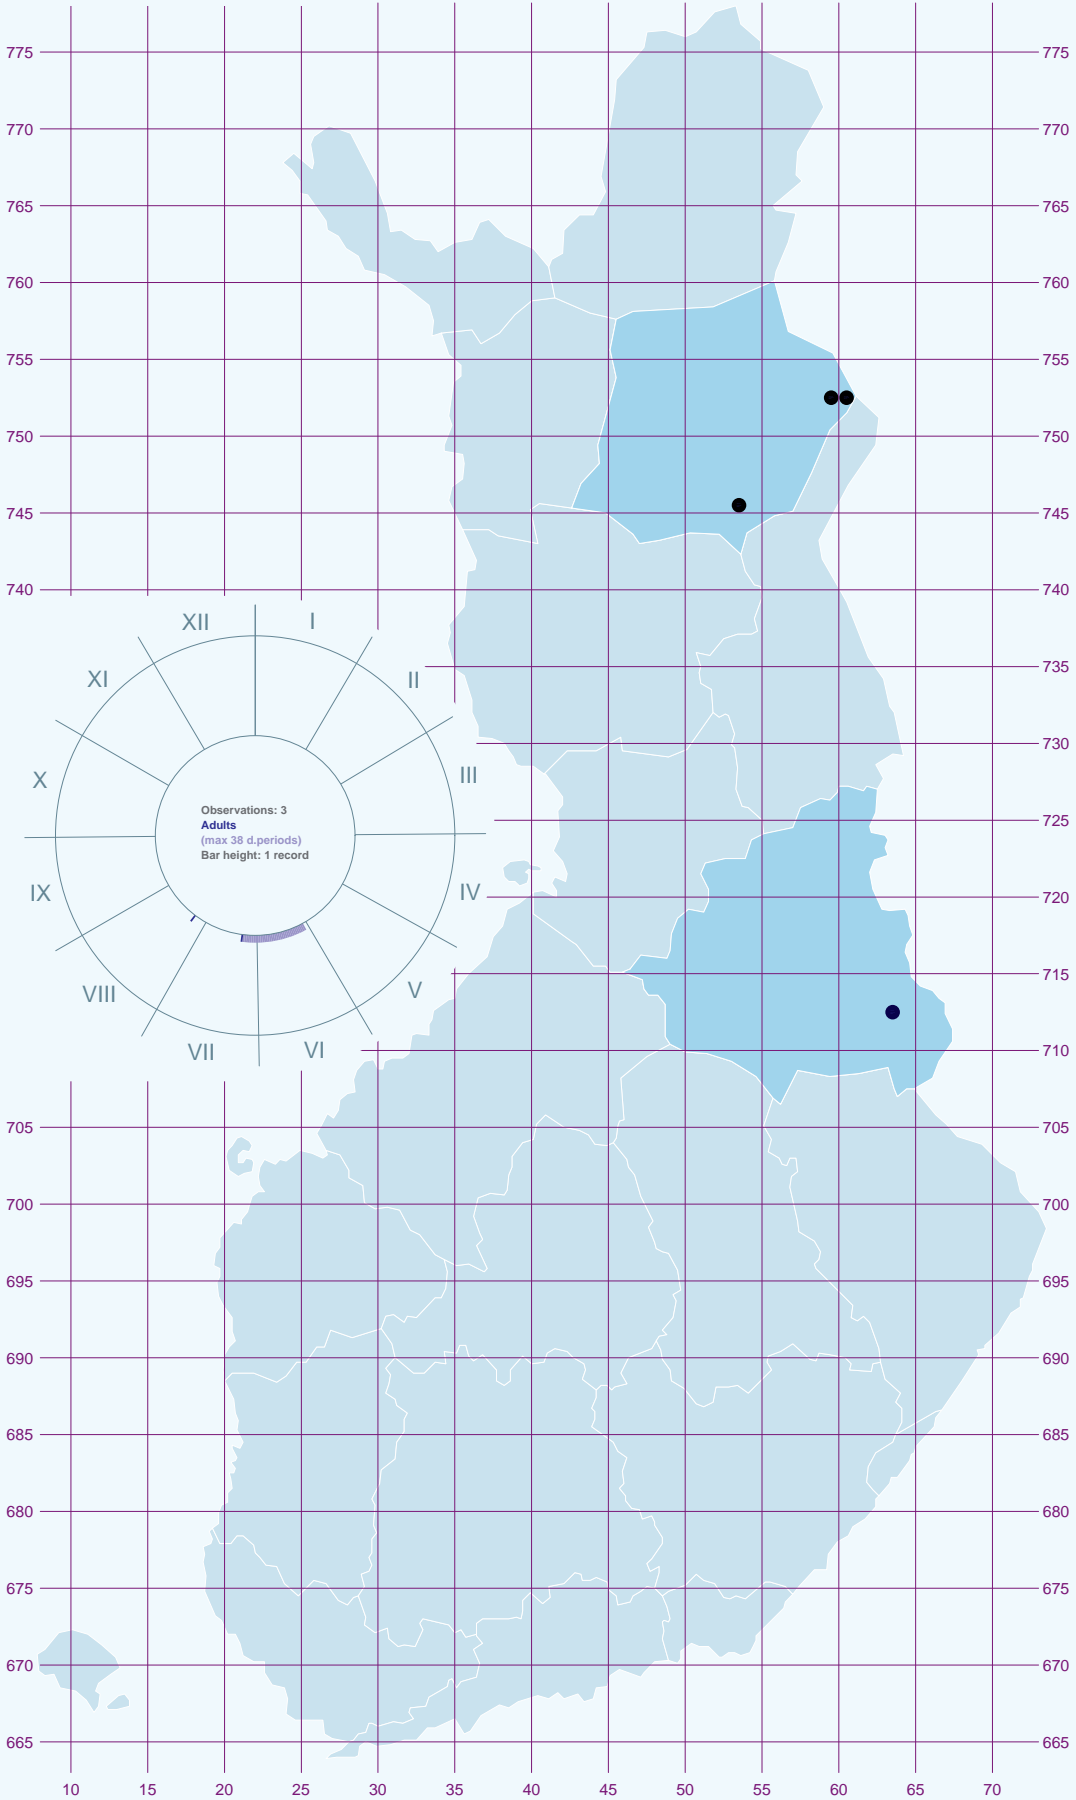 775 775
770 770
765 765
760 760
755 755
750 750
745 745
740 740
XII I
XI II
735
730
X III
Observations: 3
Adults
(max 38 d.periods)
Bar height: 1 record
725
IX IV
720
VIII V
715
VII VI
710
705 705
700 700
695 695
690 690
685 685
680 680
675 675
670 670
665 665
10 15 20 25 30 35 40 45 50 55 60 65 70